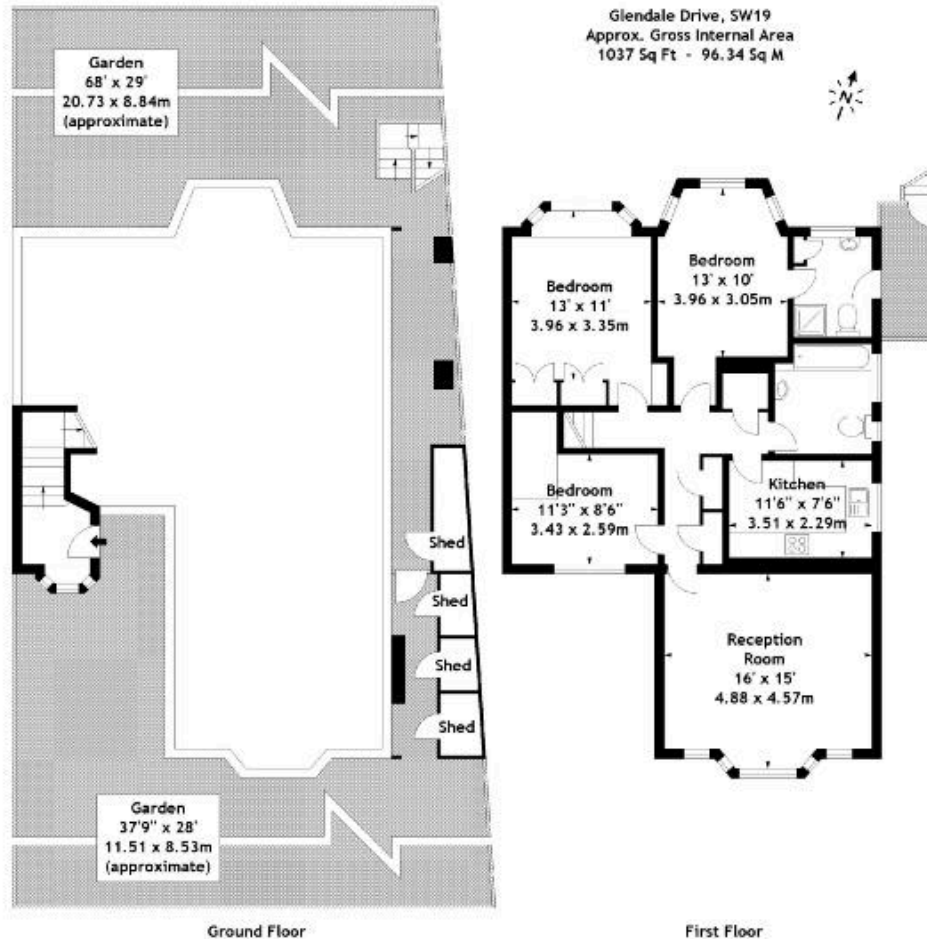 Glendale Drive, SW19
Approx. Gross Internal Area
1037 Sq Ft - 96.34 Sq M
N
Garden
68' x 29'
20.73 x 8.84m
(approximate)
Shed
Shed
Shed
Shed
Garden
37'9" x 28'
11.51 x 8.53m
(approximate)
Ground Floor
Bedroom
13' x 11'
3.96 x 3.35m
Bedroom
13' x 10'
3.96 x 3.05m
Bedroom
11'3" x 8'6"
3.43 x 2.59m
Kitchen
11'6" x 7'6"
3.51 x 2.29m
Reception
Room
16' x 15'
4.88 x 4.57m
First Floor